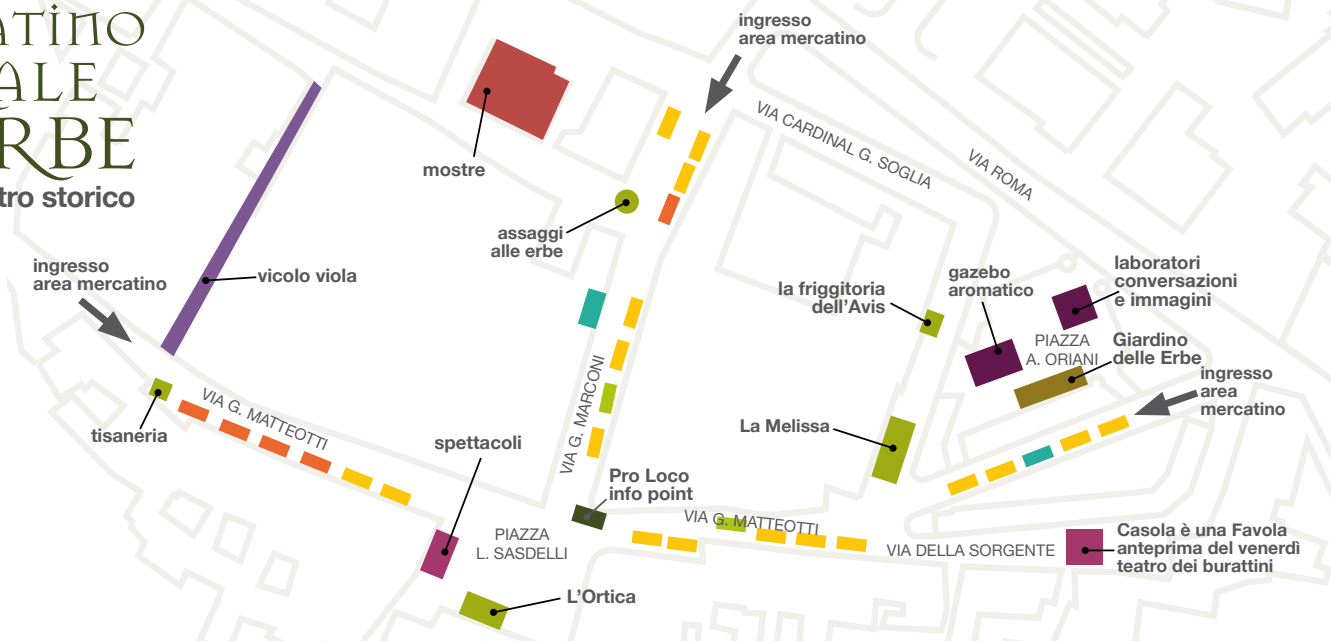 ATINO
ALE
RBE
tro storico
ingresso
area mercatino
VIA CARDINAL G. SOGLIA
VIA ROMA
mostre
assaggi
alle erbe
ingresso
area mercatino
vicolo viola
la friggitoria
dell'Avis
gazebo
aromatico
laboratori
conversazioni
e immagini
PIAZZA
A. ORIANI
Giardino
delle Erbe
ingresso
area
mercatino
VIA G. MARCONI
VIA G. MATTEOTTI
tisaneria
spettacoli
La Melissa
Pro Loco
info point
VIA G. MATTEOTTI
PIAZZA
L. SASDELLI
VIA DELLA SORGENTE
Casola è una Favola
anteprima del venerdì
teatro dei burattini
L'Ortica